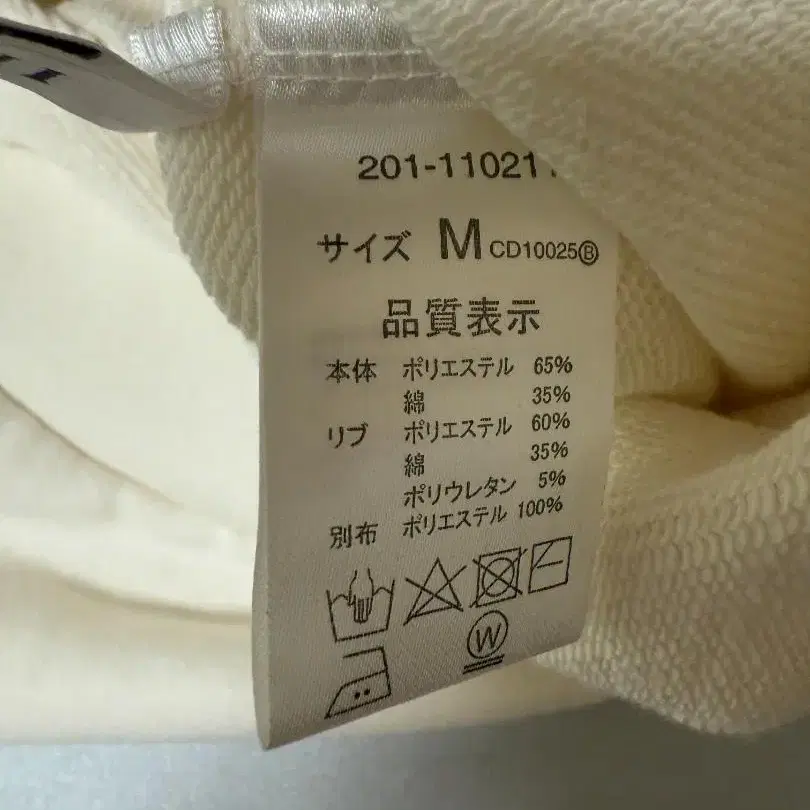 201-11021
サイズ M CD10025Ⓑ
品質表示
本体 ポリエステル 65%
綿 35%
リブ ポリエステル 60%
綿 35%
ポリウレタン 5%
別布 ポリエステル 100%
W